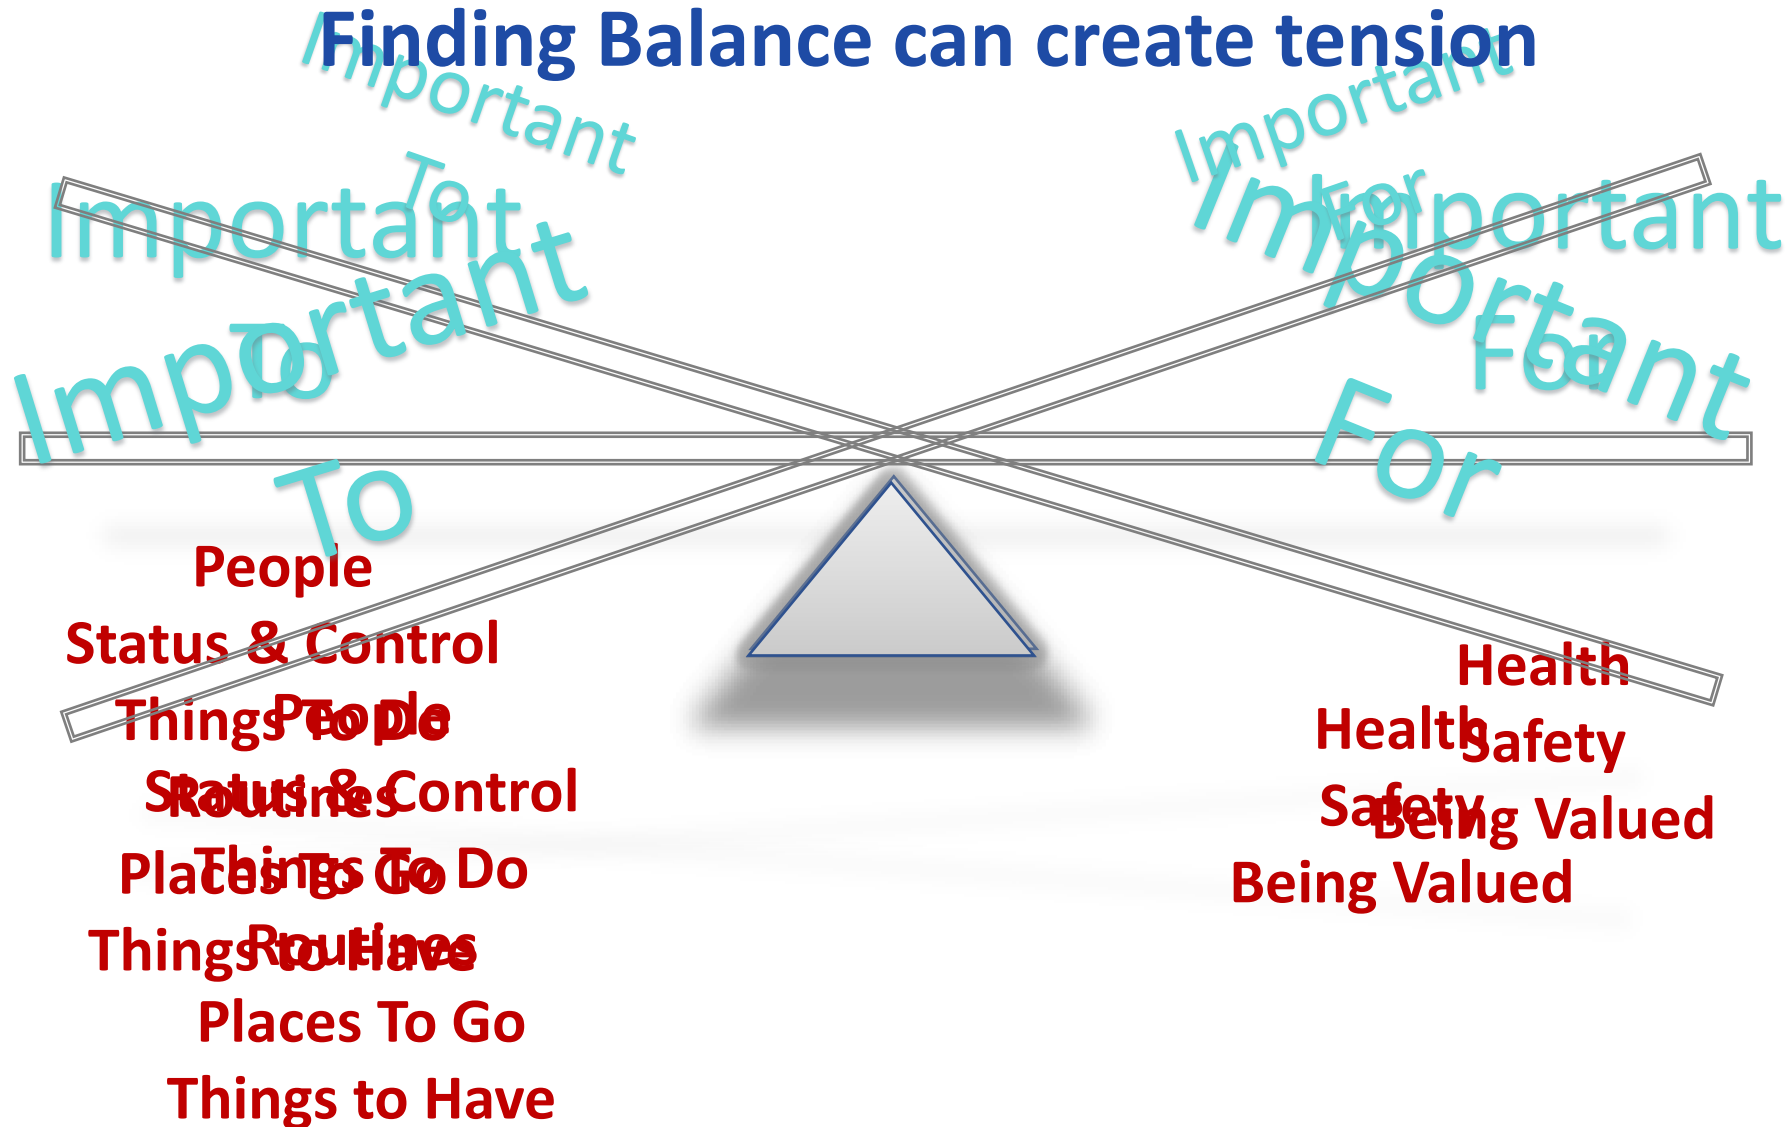 Finding Balance can create tension
Important
To
Important
To
Important
To
Important
For
Important
For
Important
For
People
Status & Control
Things To Do
Routines
Places To Go
Things to Have
People
Status & Control
Things To Do
Routines
Places To Go
Things to Have
Health
Safety
Being Valued
Health
Safety
Being Valued